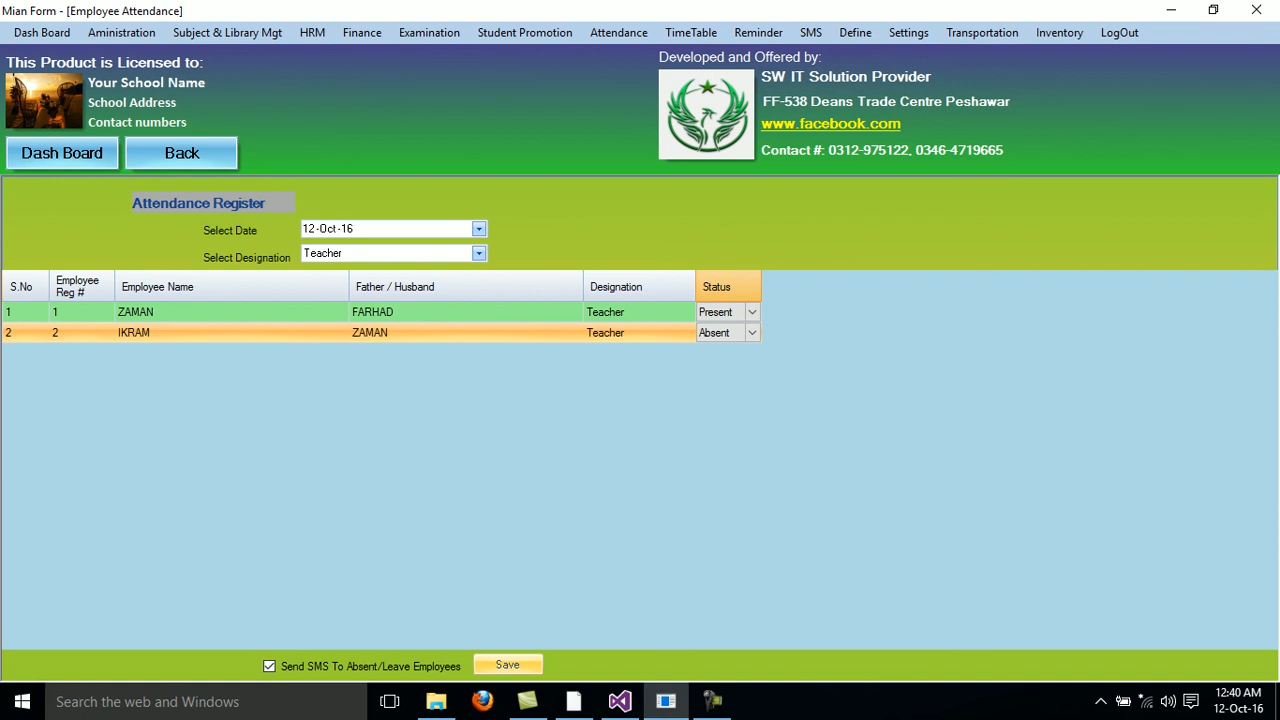 Mian Form - [Employee Attendance]
Dash Board Aministration Subject & Library Mgt HRM Finance Examination Student Promotion Attendance TimeTable Reminder SMS Define Settings Transportation Inventory LogOut
This Product is Licensed to:
Your School Name
School Address
Contact numbers
Developed and Offered by:
SW IT Solution Provider
FF-538 Deans Trade Centre Peshawar
www.facebook.com
Contact #: 0312-975122, 0346-4719665
Dash Board Back
Attendance Register
Select Date 12-Oct-16
Select Designation Teacher
S.No Employee Reg # Employee Name Father / Husband Designation Status
1 1 ZAMAN FARHAD Teacher Present
2 2 IKRAM ZAMAN Teacher Absent
Send SMS To Absent/Leave Employees Save
Search the web and Windows
12:40 AM
12-Oct-16